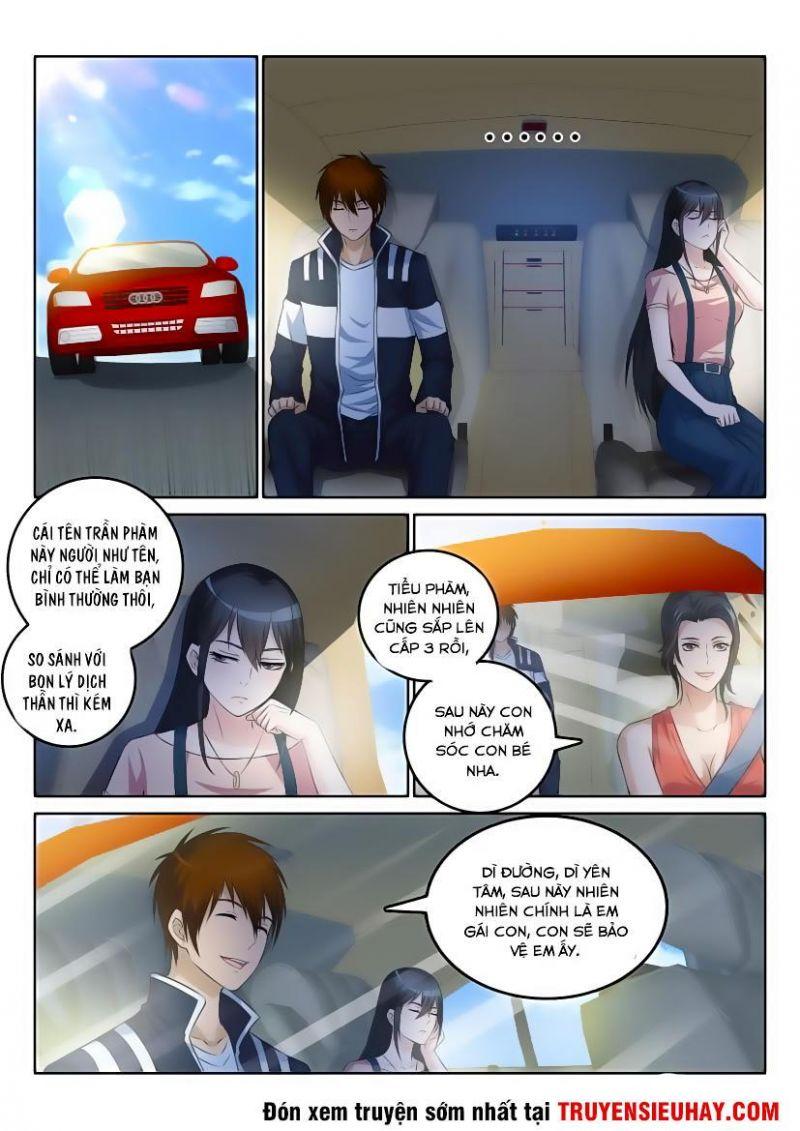 ......
CÁI TÊN TRẦN PHÀM
NÀY NGƯỜI NHƯ TÊN,
CHỈ CÓ THỂ LÀM BẠN
BÌNH THƯỜNG THÔI,
SO SÁNH VỚI
BỌN LÝ DỊCH
THẦN THÌ KÉM
XA.
TIỂU PHÀM,
NHIÊN NHIÊN
CŨNG SẮP LÊN
CẤP 3 RỒI,
SAU NÀY CON
NHỚ CHĂM
SÓC CON BÉ
NHA.
DÌ ĐƯỜNG, DÌ YÊN
TÂM, SAU NÀY NHIÊN
NHIÊN CHÍNH LÀ EM
GÁI CON, CON SẼ BẢO
VỆ EM ẤY.
Đón xem truyện sớm nhất tại TRUYENSIEUHAY.COM